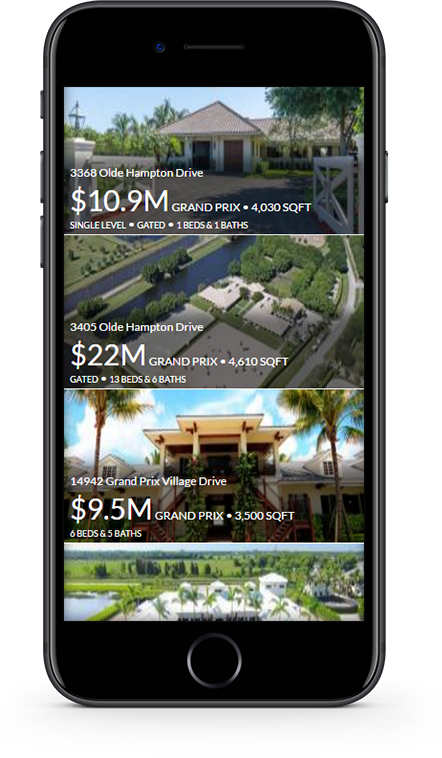 3368 Olde Hampton Drive
$10.9M GRAND PRIX • 4,030 SQFT
SINGLE LEVEL • GATED • 1 BEDS & 1 BATHS
3405 Olde Hampton Drive
$22M GRAND PRIX • 4,610 SQFT
GATED • 13 BEDS & 6 BATHS
14942 Grand Prix Village Drive
$9.5M GRAND PRIX • 3,500 SQFT
6 BEDS & 5 BATHS